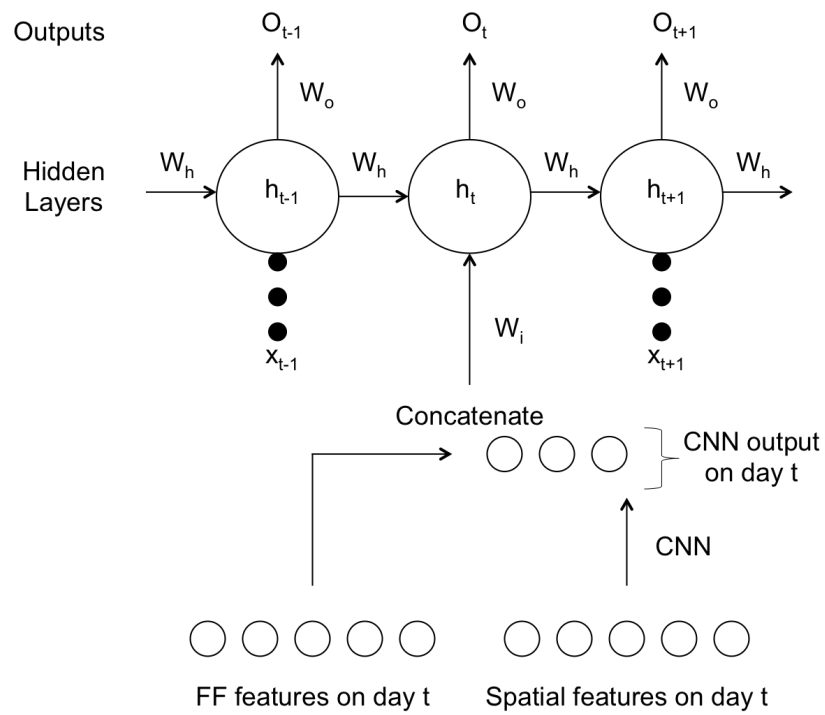 Outputs O_{t-1} O_t O_{t+1}
W_o W_o W_o
Hidden Layers
W_h W_h W_h W_h
h_{t-1} h_t h_{t+1}
W_i
x_{t-1} x_{t+1}
Concatenate
CNN output
on day t
CNN
FF features on day t Spatial features on day t